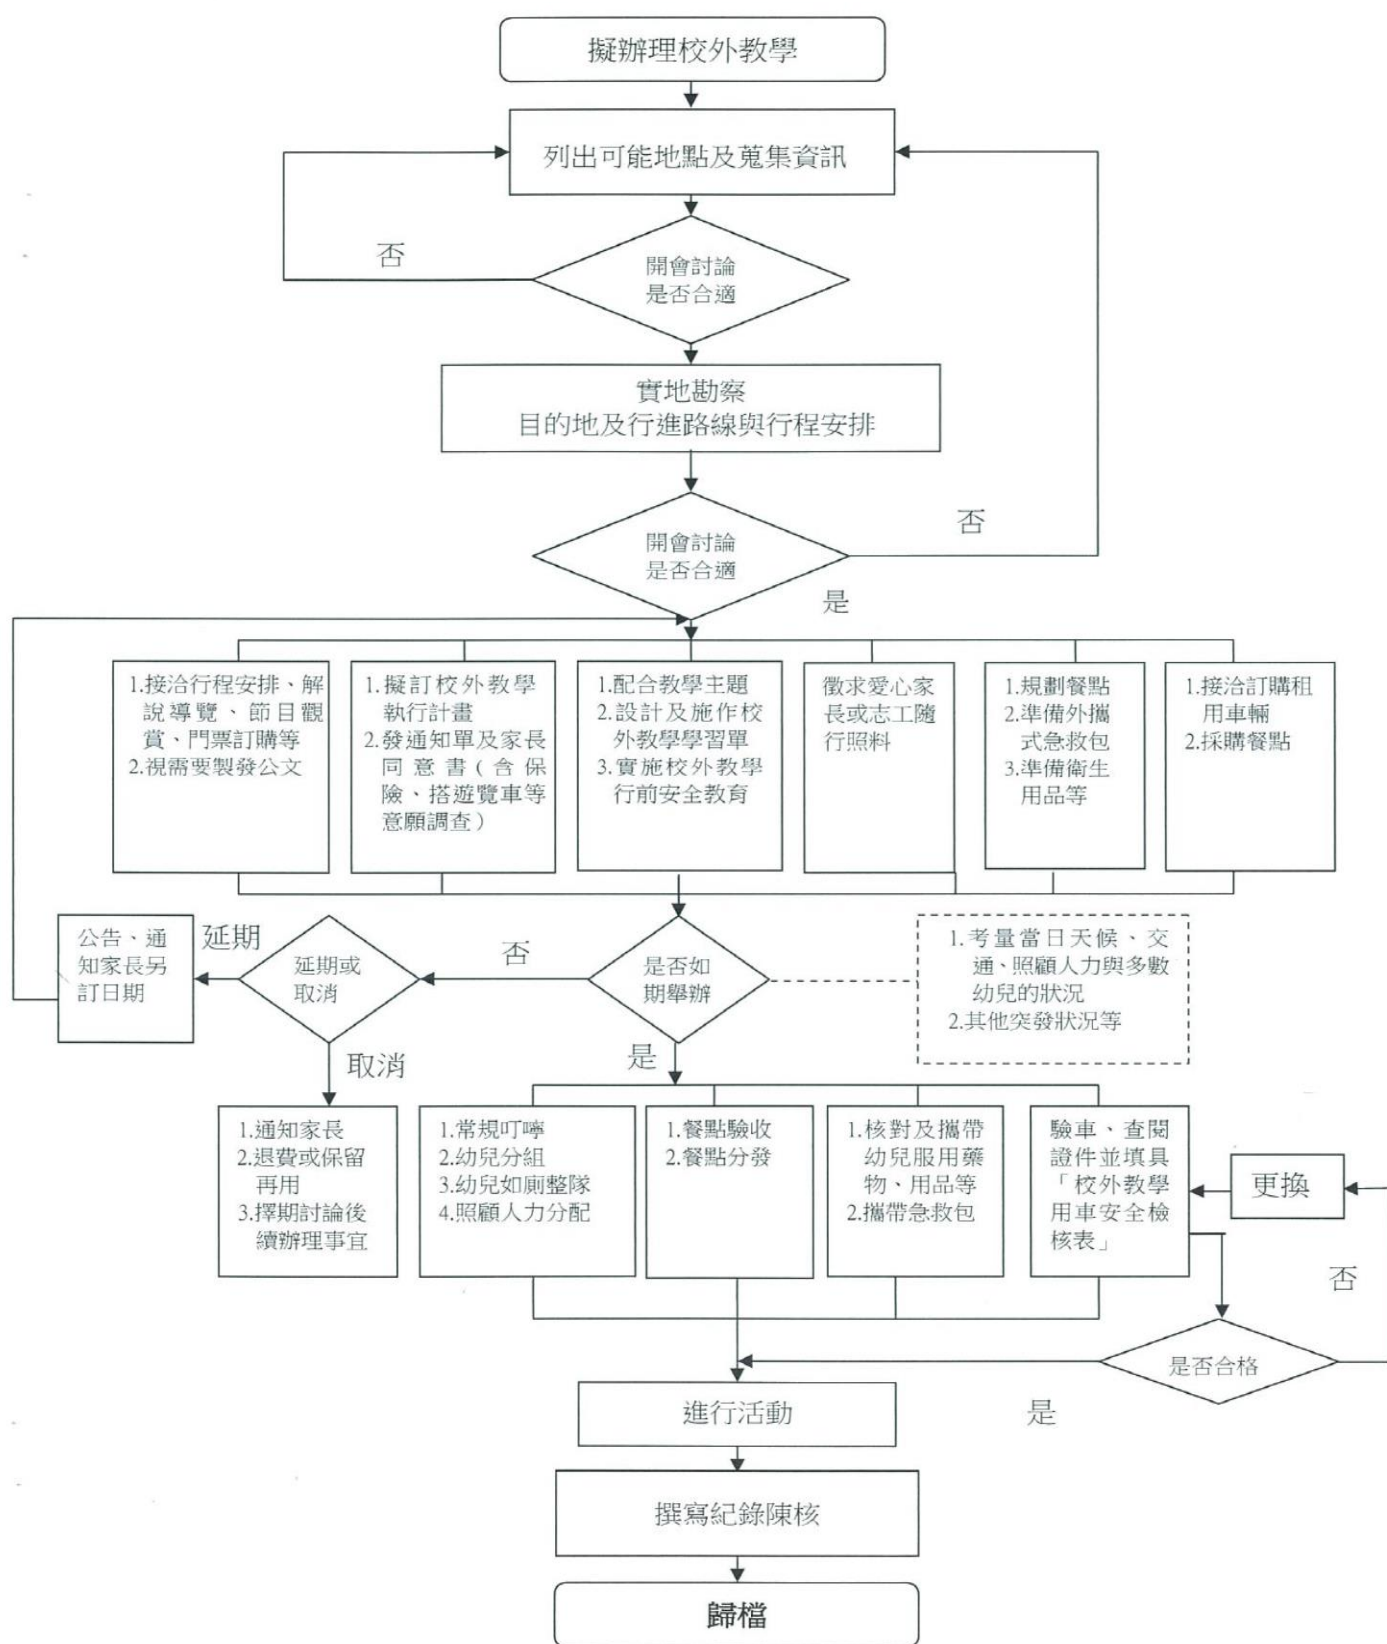 擬辦理校外教學
列出可能地點及蒐集資訊
否
開會討論
是否合適
實地勘察
目的地及行進路線與行程安排
開會討論
是否合適
否
是
1.接洽行程安排、解
說導覽、節目觀
賞、門票訂購等
2.視需要製發公文
1.擬訂校外教學
執行計畫
2.發通知單及家長
同意書(含保
險、搭遊覽車等
意願調查)
1.配合教學主題
2.設計及施作校
外教學學習單
3.實施校外教學
行前安全教育
徵求愛心家
長或志工隨
行照料
1.規劃餐點
2.準備外攜
式急救包
3.準備衛生
用品等
1.接洽訂購租
用車輛
2.採購餐點
公告、通
知家長另
訂日期
延期
延期或
取消
否
是否如
期舉辦
1.考量當日天候、交
通、照顧人力與多數
幼兒的狀況
2.其他突發狀況等
取消
是
1.通知家長
2.退費或保留
再用
3.擇期討論後
續辦理事宜
1.常規叮嚀
2.幼兒分組
3.幼兒如廁整隊
4.照顧人力分配
1.餐點驗收
2.餐點分發
1.核對及攜帶
幼兒服用藥
物、用品等
2.攜帶急救包
驗車、查閱
證件並填具
「校外教學
用車安全檢
核表」
更換
否
是否合格
是
進行活動
撰寫紀錄陳核
歸檔